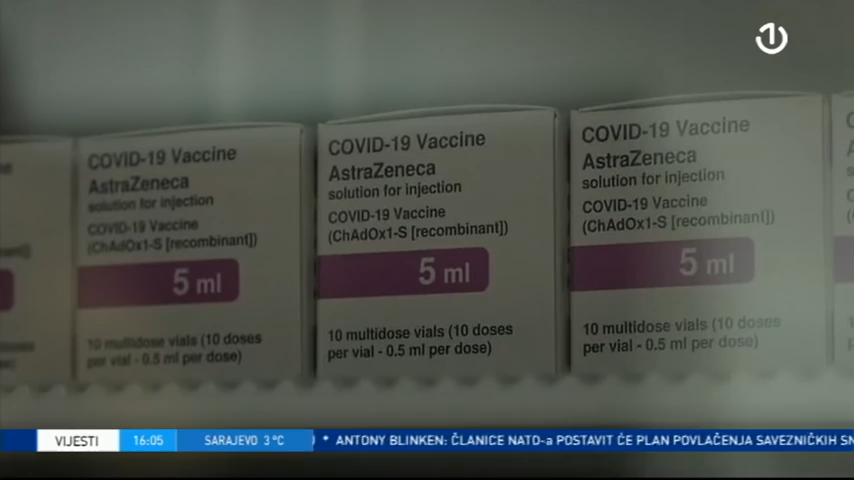 COVID-19 Vaccine
AstraZeneca
solution for injection
COVID-19 Vaccine
(ChAdOx1-S [recombinant])
5 ml
10 multidose vials (10 doses
per vial - 0.5 ml per dose)
COVID-19 Vaccine
AstraZeneca
solution for injection
COVID-19 Vaccine
(ChAdOx1-S [recombinant])
5 ml
10 multidose vials (10 doses
per vial - 0.5 ml per dose)
COVID-19 Vaccine
AstraZeneca
solution for injection
COVID-19 Vaccine
(ChAdOx1-S [recombinant])
5 ml
10 multidose vials (10 doses
per vial - 0.5 ml per dose)
VIJESTI 16:05 SARAJEVO 3°C * ANTONY BLINKEN: ČLANICE NATO-a POSTAVIT ĆE PLAN POVLAČENJA SAVEZNIČKIH